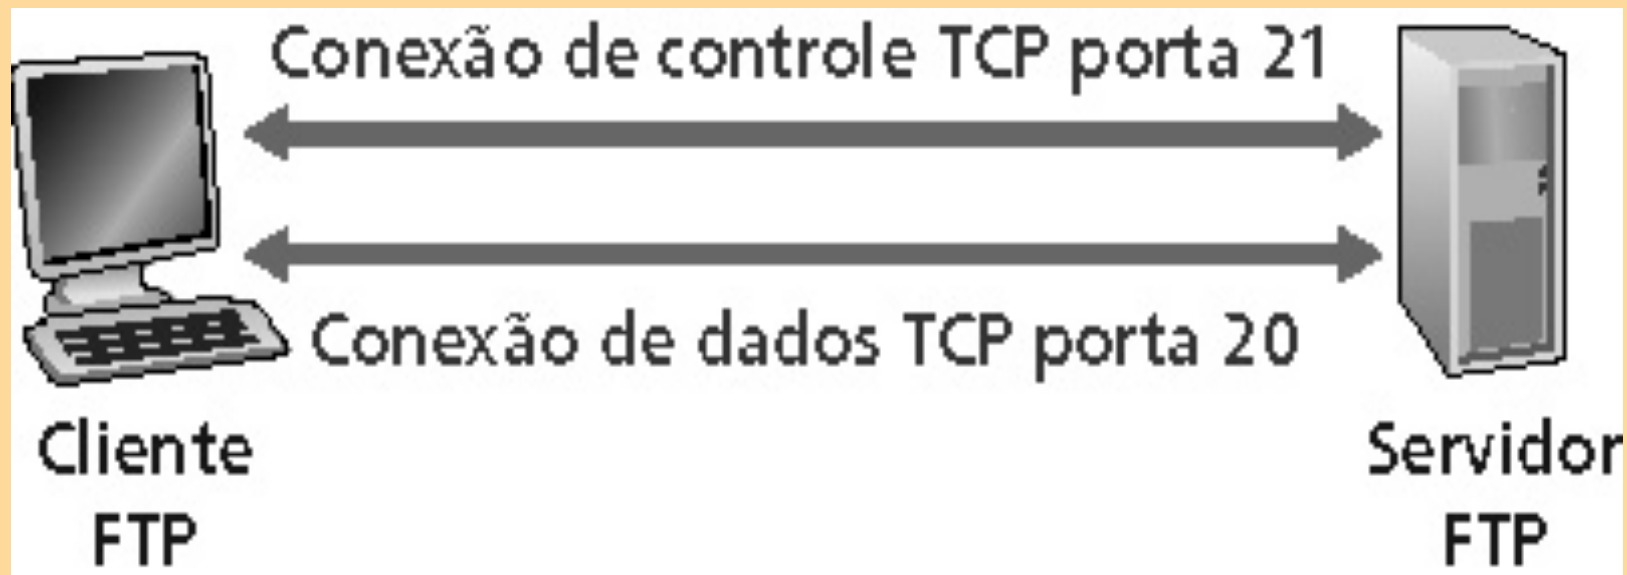 Conexão de controle TCP porta 21
Conexão de dados TCP porta 20
Cliente
FTP
Servidor
FTP